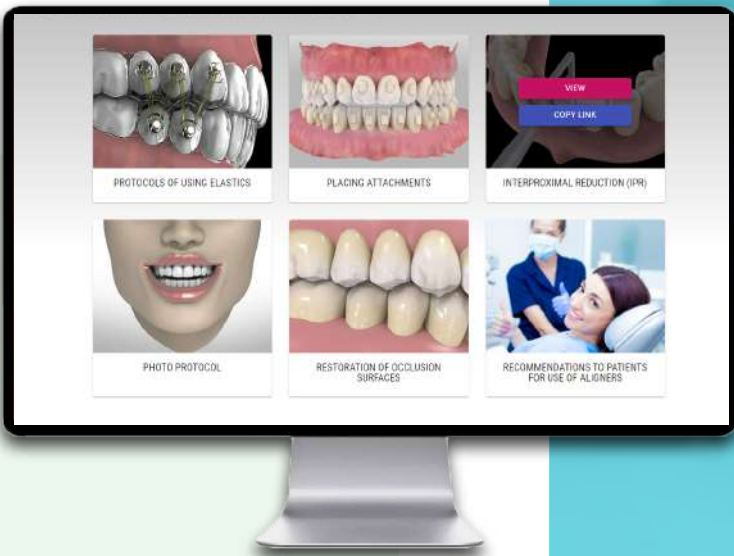 PROTOCOLS OF USING ELASTICS
PLACING ATTACHMENTS
VIEW
COPY LINK
INTERPROXIMAL REDUCTION (IPR)
PHOTO PROTOCOL
RESTORATION OF OCCLUSION
SURFACES
RECOMMENDATIONS TO PATIENTS
FOR USE OF ALIGNERS